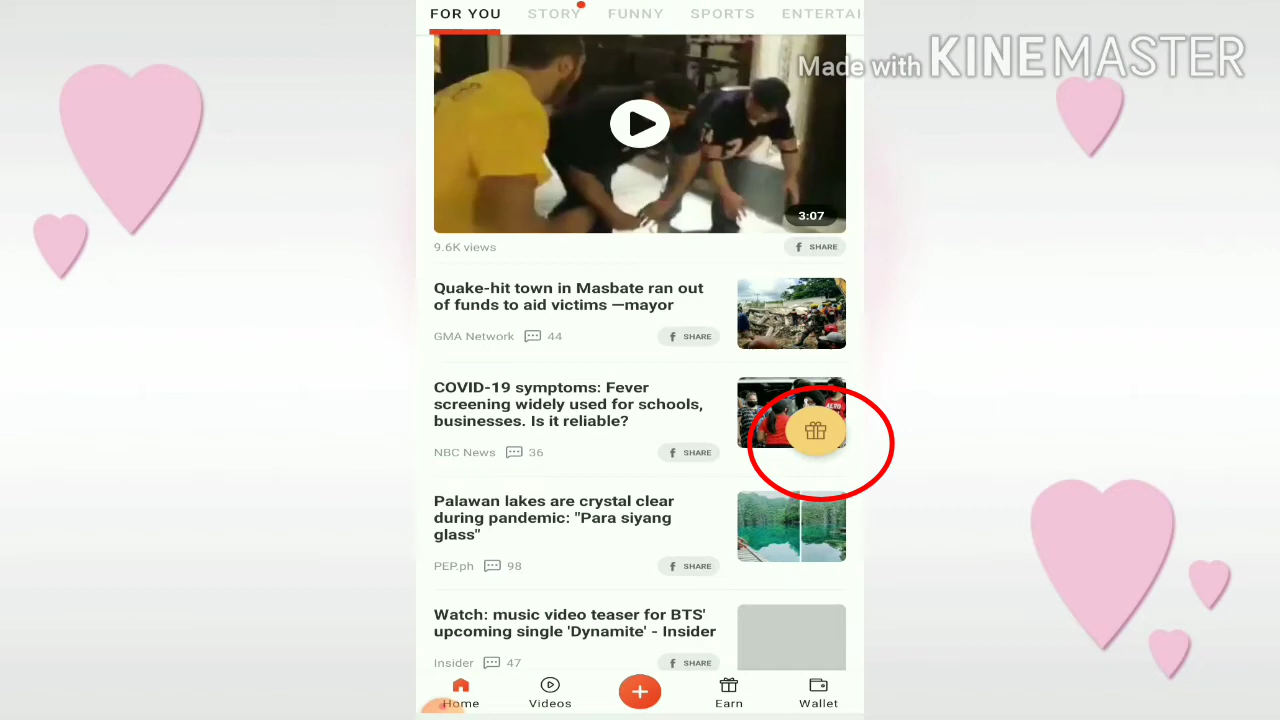 FOR YOU STORY FUNNY SPORTS ENTERTAI
Made with KINEMASTER
3:07
9.6K views
f SHARE
Quake-hit town in Masbate ran out
of funds to aid victims —mayor
GMA Network 44 f SHARE
COVID-19 symptoms: Fever
screening widely used for schools,
businesses. Is it reliable?
NBC News 36 f SHARE
Palawan lakes are crystal clear
during pandemic: "Para siyang
glass"
PEP.ph 98 f SHARE
Watch: music video teaser for BTS'
upcoming single 'Dynamite' - Insider
Insider 47 f SHARE
Home Videos + Earn Wallet